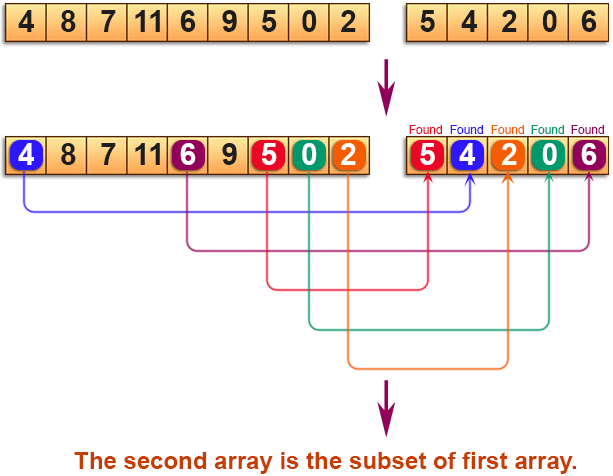 4 8 7 11 6 9 5 0 2 5 4 2 0 6
Found Found Found Found Found
4 8 7 11 6 9 5 0 2 5 4 2 0 6
The second array is the subset of first array.